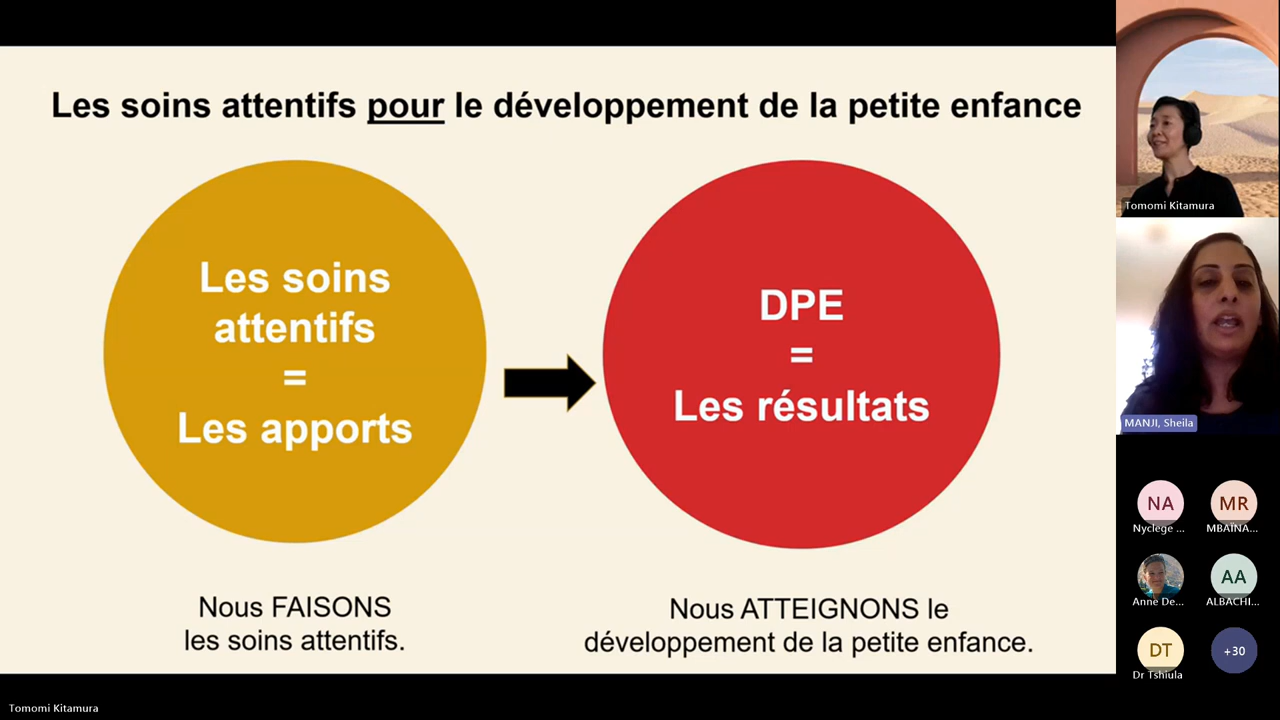 Les soins attentifs pour le développement de la petite enfance
Les soins
attentifs
=
Les apports
DPE
=
Les résultats
Nous FAISONS
les soins attentifs.
Nous ATTEIGNONS le
développement de la petite enfance.
Tomomi Kitamura
MANJI, Sheila
NA
MR
Nyclege ...
MBAÏNA...
AA
Anne De...
ALBACHI...
DT
+30
Dr Tshiula
Tomomi Kitamura